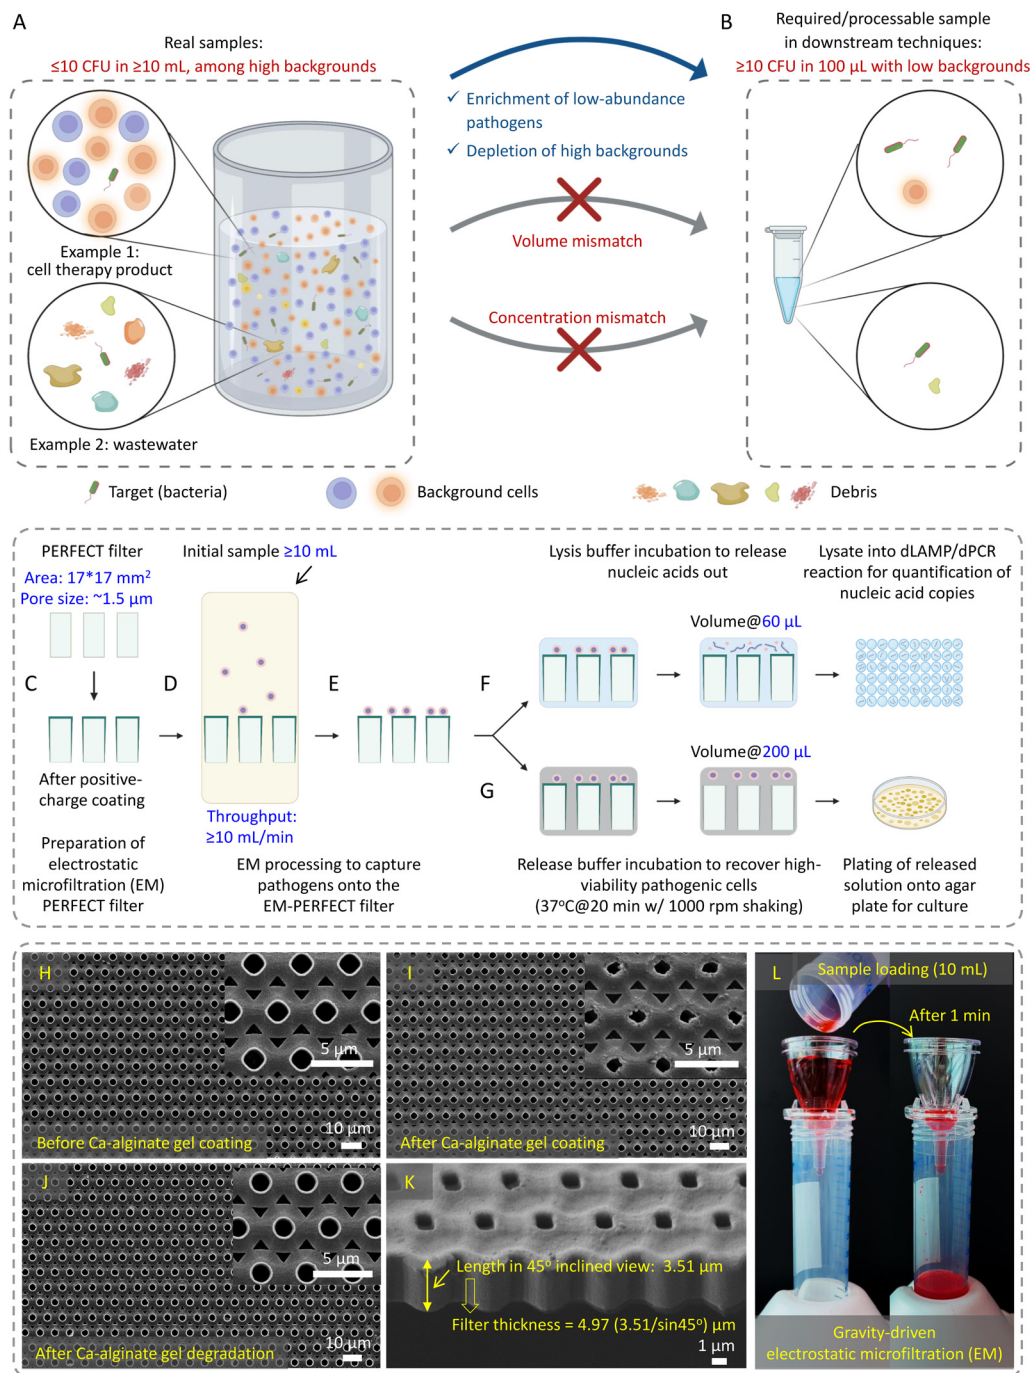 A
Real samples:
≤10 CFU in ≥10 mL, among high backgrounds
Example 1:
cell therapy product
Example 2: wastewater
Enrichment of low-abundance
pathogens
Depletion of high backgrounds
Volume mismatch
Concentration mismatch
B
Required/processable sample
in downstream techniques:
≥10 CFU in 100 µL with low backgrounds
Target (bacteria)
Background cells
Debris
PERFECT filter
Area: 17*17 mm²
Pore size: ~1.5 µm
C
After positive-
charge coating
Preparation of
electrostatic
microfiltration (EM)
PERFECT filter
Initial sample ≥10 mL
D
Throughput:
≥10 mL/min
E
EM processing to capture
pathogens onto the
EM-PERFECT filter
Lysis buffer incubation to release
nucleic acids out
Volume@60 µL
F
Lysate into dLAMP/dPCR
reaction for quantification of
nucleic acid copies
Volume@200 µL
G
Release buffer incubation to recover high-
viability pathogenic cells
(37°C@20 min w/ 1000 rpm shaking)
Plating of released
solution onto agar
plate for culture
H
5 µm
10 µm
Before Ca-alginate gel coating
I
5 µm
10 µm
After Ca-alginate gel coating
J
5 µm
10 µm
After Ca-alginate gel degradation
K
Length in 45° inclined view: 3.51 µm
Filter thickness = 4.97 (3.51/sin45°) µm
1 µm
L
Sample loading (10 mL)
After 1 min
Gravity-driven
electrostatic microfiltration (EM)